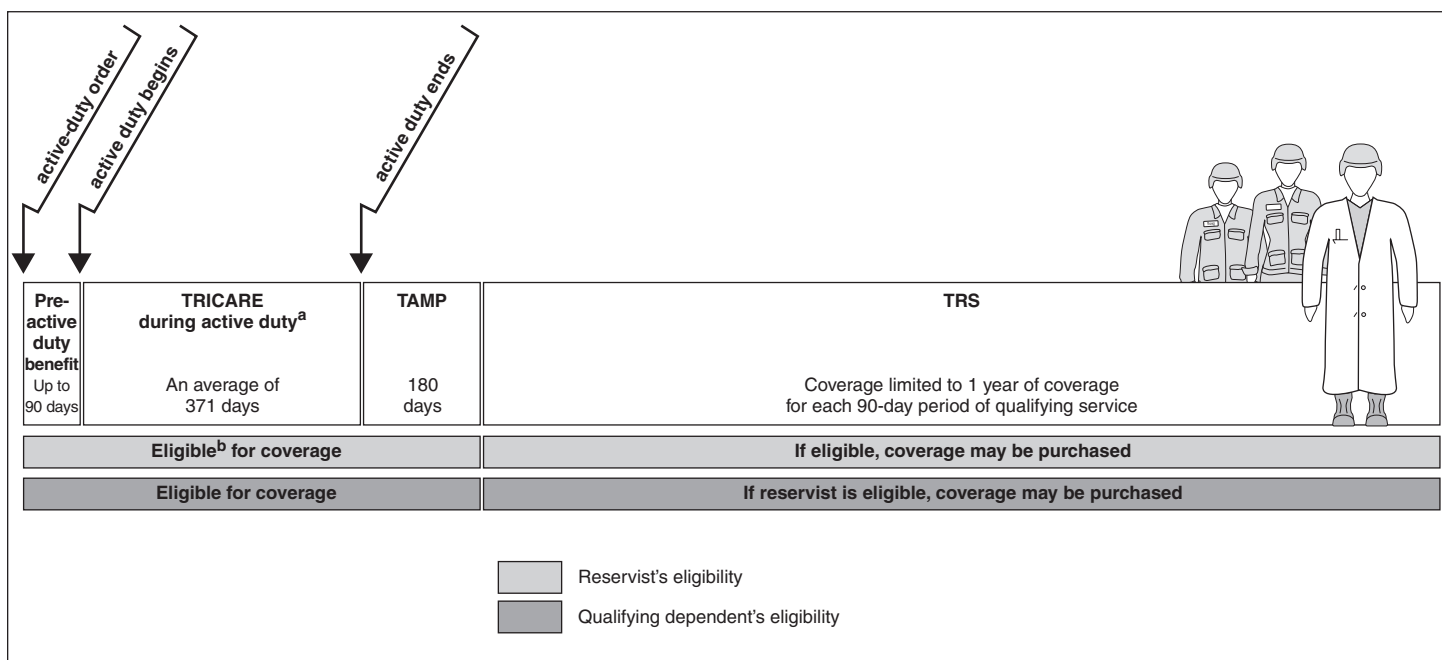 active-duty order
active duty begins
active duty ends
Pre-
active
duty
benefit
Up to
90 days
TRICARE
during active dutyᵃ
An average of
371 days
TAMP
180
days
TRS
Coverage limited to 1 year of coverage
for each 90-day period of qualifying service
Eligibleᵇ for coverage
If eligible, coverage may be purchased
Eligible for coverage
If reservist is eligible, coverage may be purchased
Reservist's eligibility
Qualifying dependent's eligibility